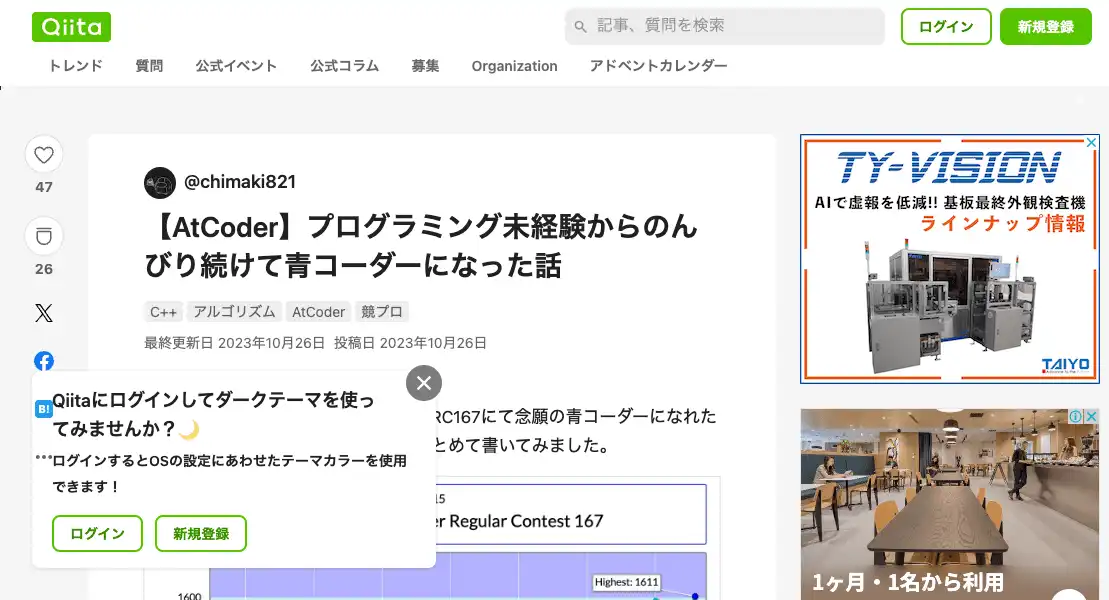 Qiita
記事、質問を検索
ログイン
新規登録
トレンド 質問 公式イベント 公式コラム 募集 Organization アドベントカレンダー
47
26
@chimaki821
【AtCoder】プログラミング未経験からのん
びり続けて青コーダーになった話
C++ アルゴリズム AtCoder 競プロ
最終更新日 2023年10月26日 投稿日 2023年10月26日
RC167にて念願の青コーダーになれた
とめて書いてみました。
Qiitaにログインしてダークテーマを使っ
てみませんか？🌙
ログインするとOSの設定にあわせたテーマカラーを使用
できます！
ログイン
新規登録
B!
15
er Regular Contest 167
Highest: 1611
1600
TY-VISION
AIで虚報を低減!! 基板最終外観検査機
ラインナップ情報
TAIYO
1ヶ月・1名から利用